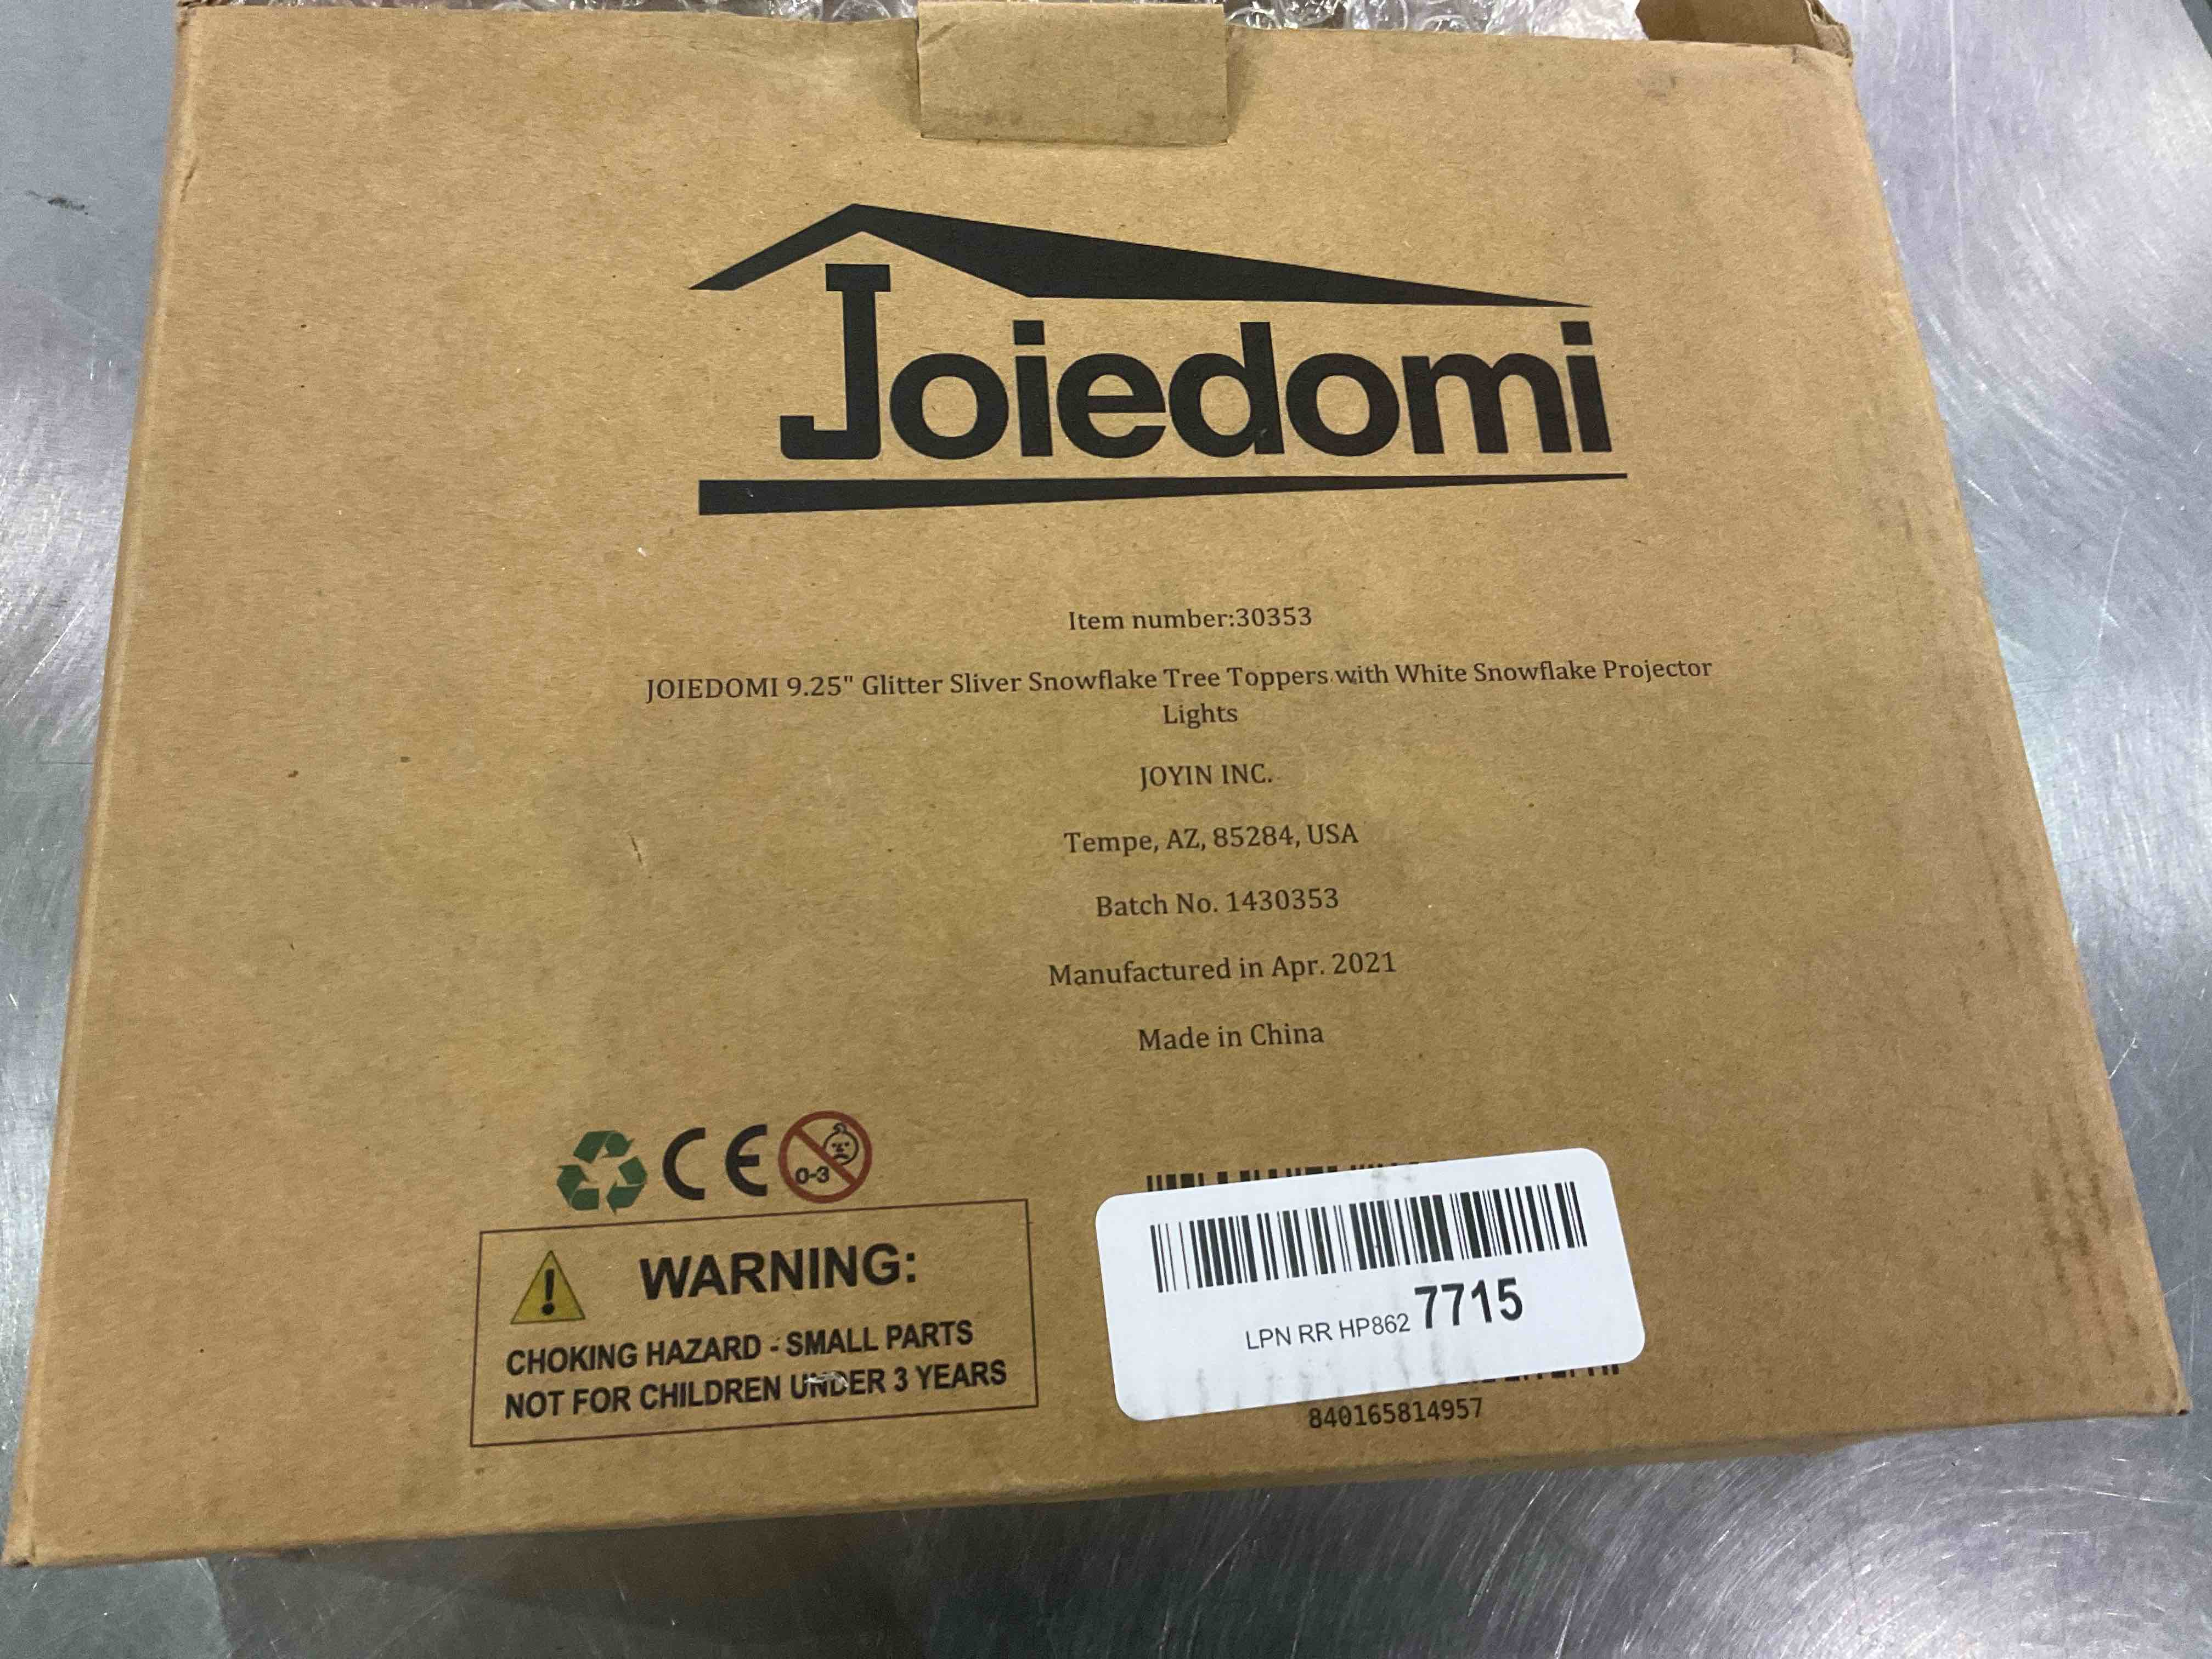 Joiedomi
Item number:30353
JOIEDOMI 9.25" Glitter Sliver Snowflake Tree Toppers with White Snowflake Projector
Lights
JOYIN INC.
Tempe, AZ, 85284, USA
Batch No. 1430353
Manufactured in Apr. 2021
Made in China
CE
0-3
WARNING:
CHOKING HAZARD - SMALL PARTS
NOT FOR CHILDREN UNDER 3 YEARS
LPN RR HP862 7715
840165814957